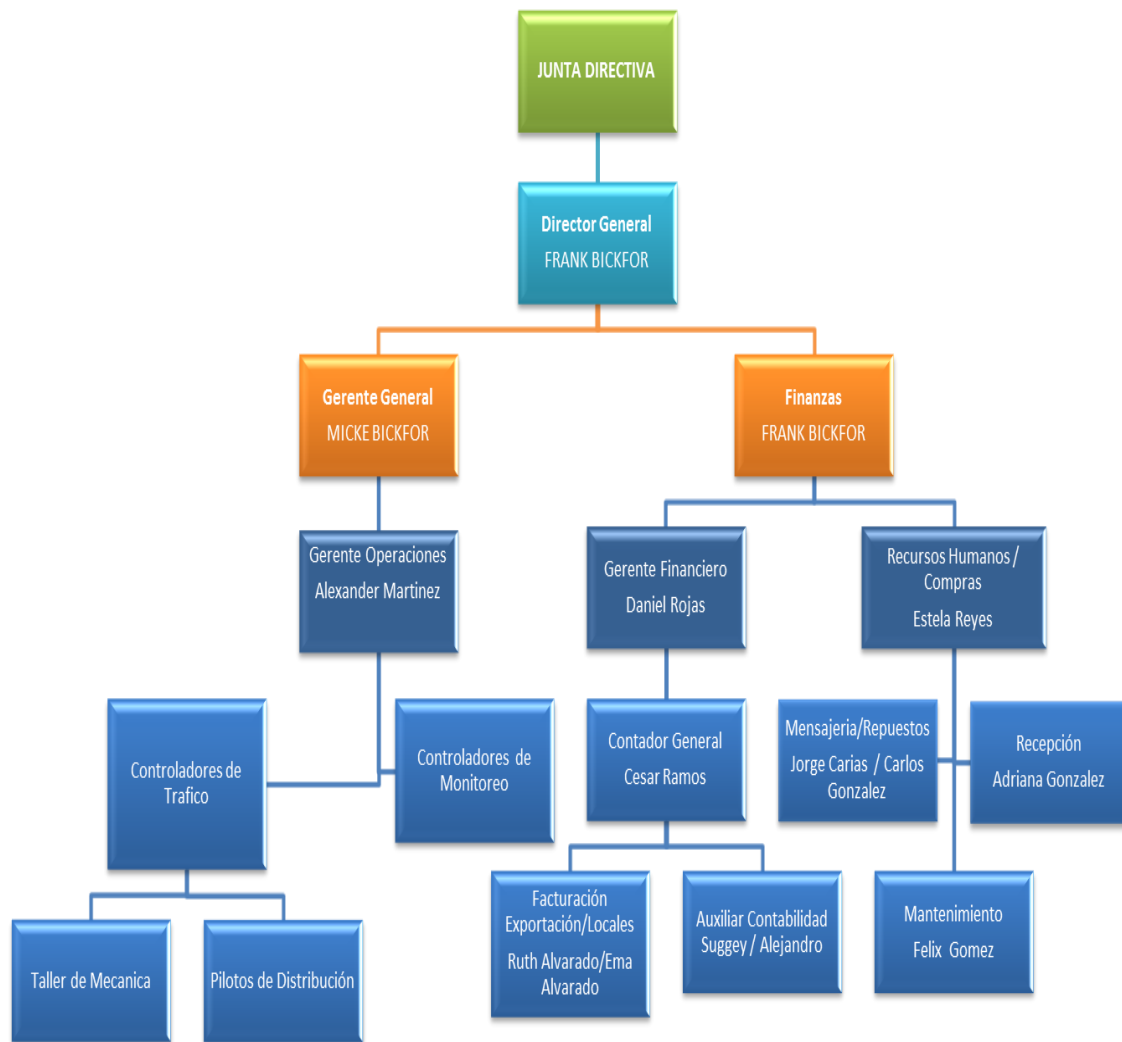 JUNTA DIRECTIVA
Director General
FRANK BICKFOR
Gerente General
MICKE BICKFOR
Finanzas
FRANK BICKFOR
Gerente Operaciones
Alexander Martinez
Gerente Financiero
Daniel Rojas
Recursos Humanos /
Compras
Estela Reyes
Controladores de
Trafico
Controladores de
Monitoreo
Contador General
Cesar Ramos
Mensajeria/Repuestos
Jorge Carias / Carlos
Gonzalez
Recepción
Adriana Gonzalez
Taller de Mecanica
Pilotos de Distribución
Facturación
Exportación/Locales
Ruth Alvarado/Ema
Alvarado
Auxiliar Contabilidad
Suggey / Alejandro
Mantenimiento
Felix Gomez